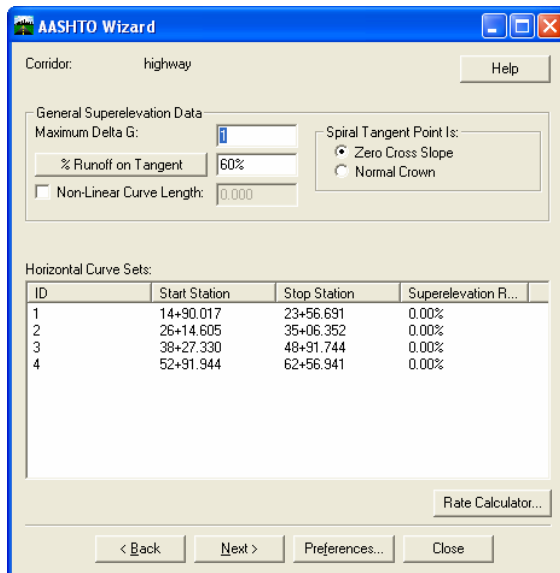 AASHTO Wizard
Corridor: highway
Help
General Superelevation Data
Maximum Delta G: 1
% Runoff on Tangent 60%
Non-Linear Curve Length: 0.000
Spiral Tangent Point Is:
Zero Cross Slope
Normal Crown
Horizontal Curve Sets:
ID Start Station Stop Station Superelevation R...
1 14+90.017 23+56.691 0.00%
2 26+14.605 35+06.352 0.00%
3 38+27.330 48+91.744 0.00%
4 52+91.944 62+56.941 0.00%
Rate Calculator...
< Back Next > Preferences... Close